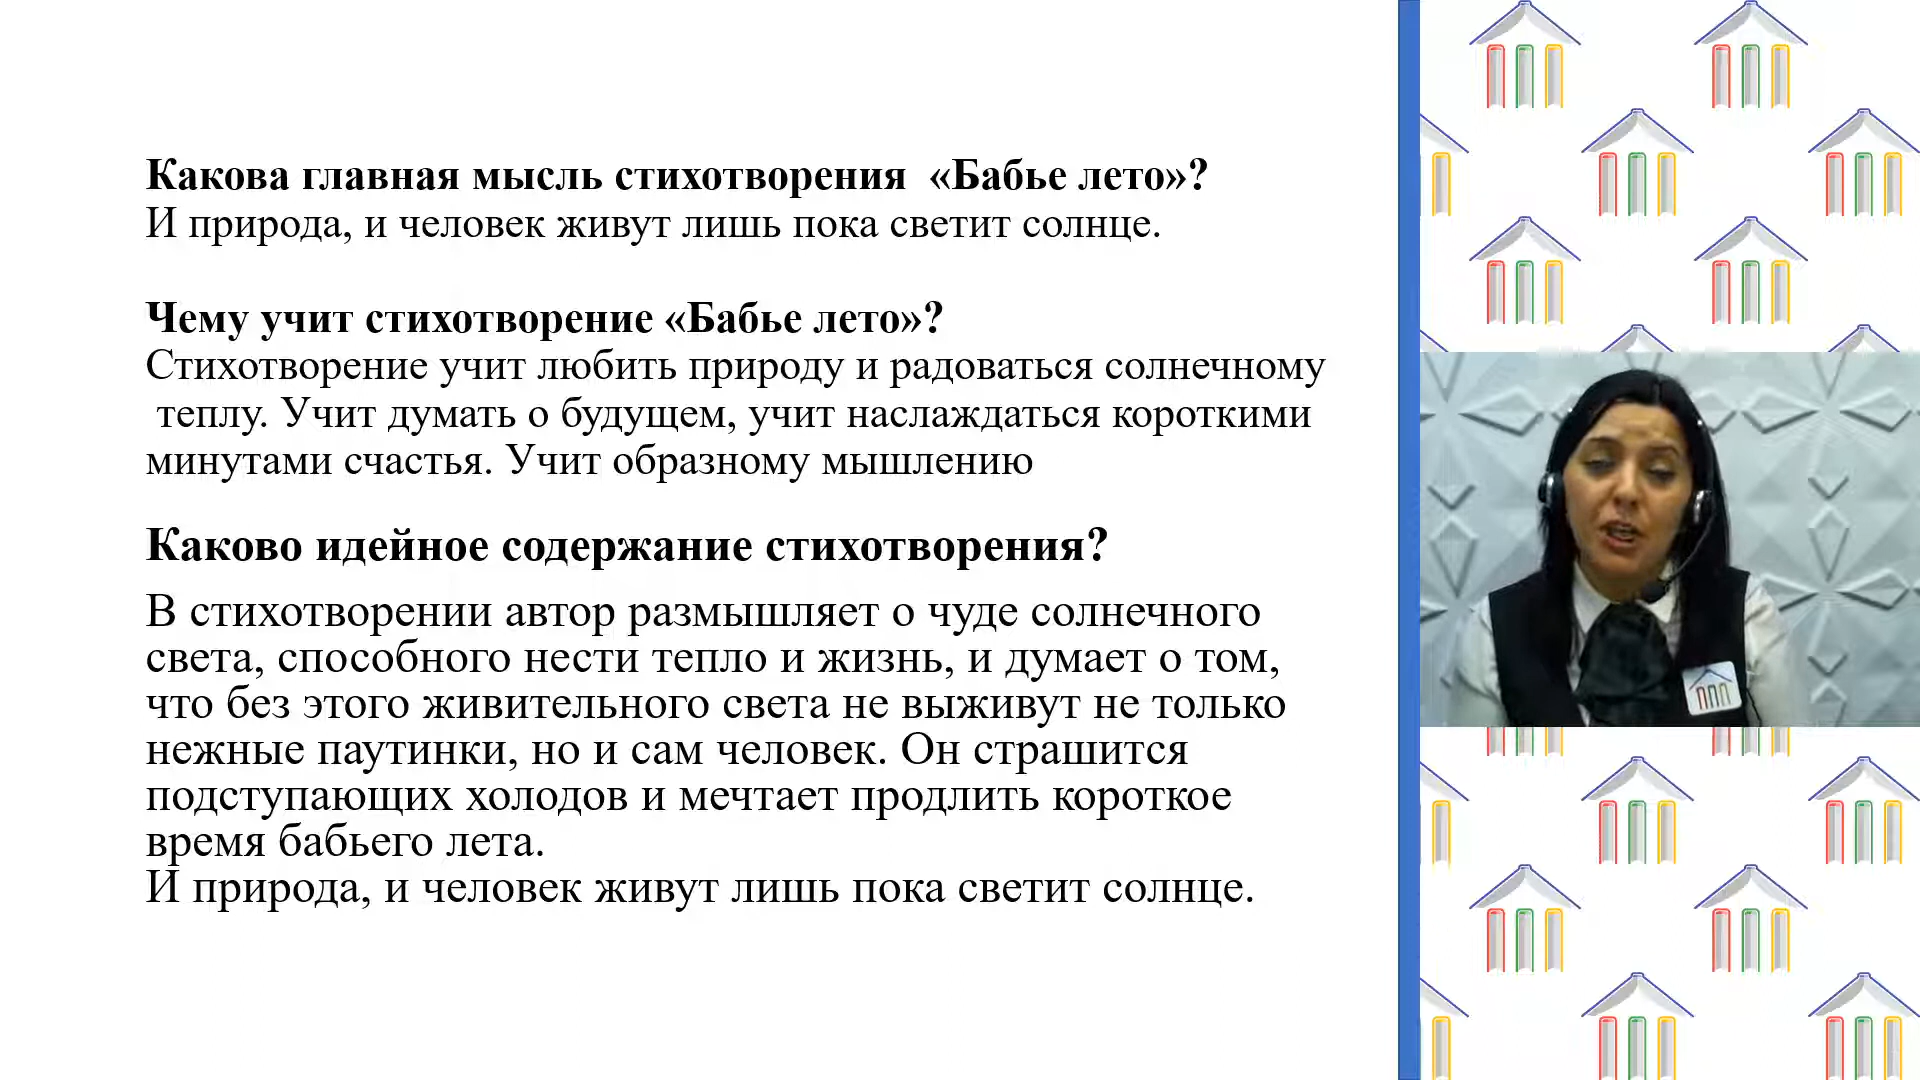 Какова главная мысль стихотворения «Бабье лето»?
И природа, и человек живут лишь пока светит солнце.
Чему учит стихотворение «Бабье лето»?
Стихотворение учит любить природу и радоваться солнечному
теплу. Учит думать о будущем, учит наслаждаться короткими
минутами счастья. Учит образному мышлению
Каково идейное содержание стихотворения?
В стихотворении автор размышляет о чуде солнечного
света, способного нести тепло и жизнь, и думает о том,
что без этого живительного света не выживут не только
нежные паутинки, но и сам человек. Он страшится
подступающих холодов и мечтает продлить короткое
время бабьего лета.
И природа, и человек живут лишь пока светит солнце.